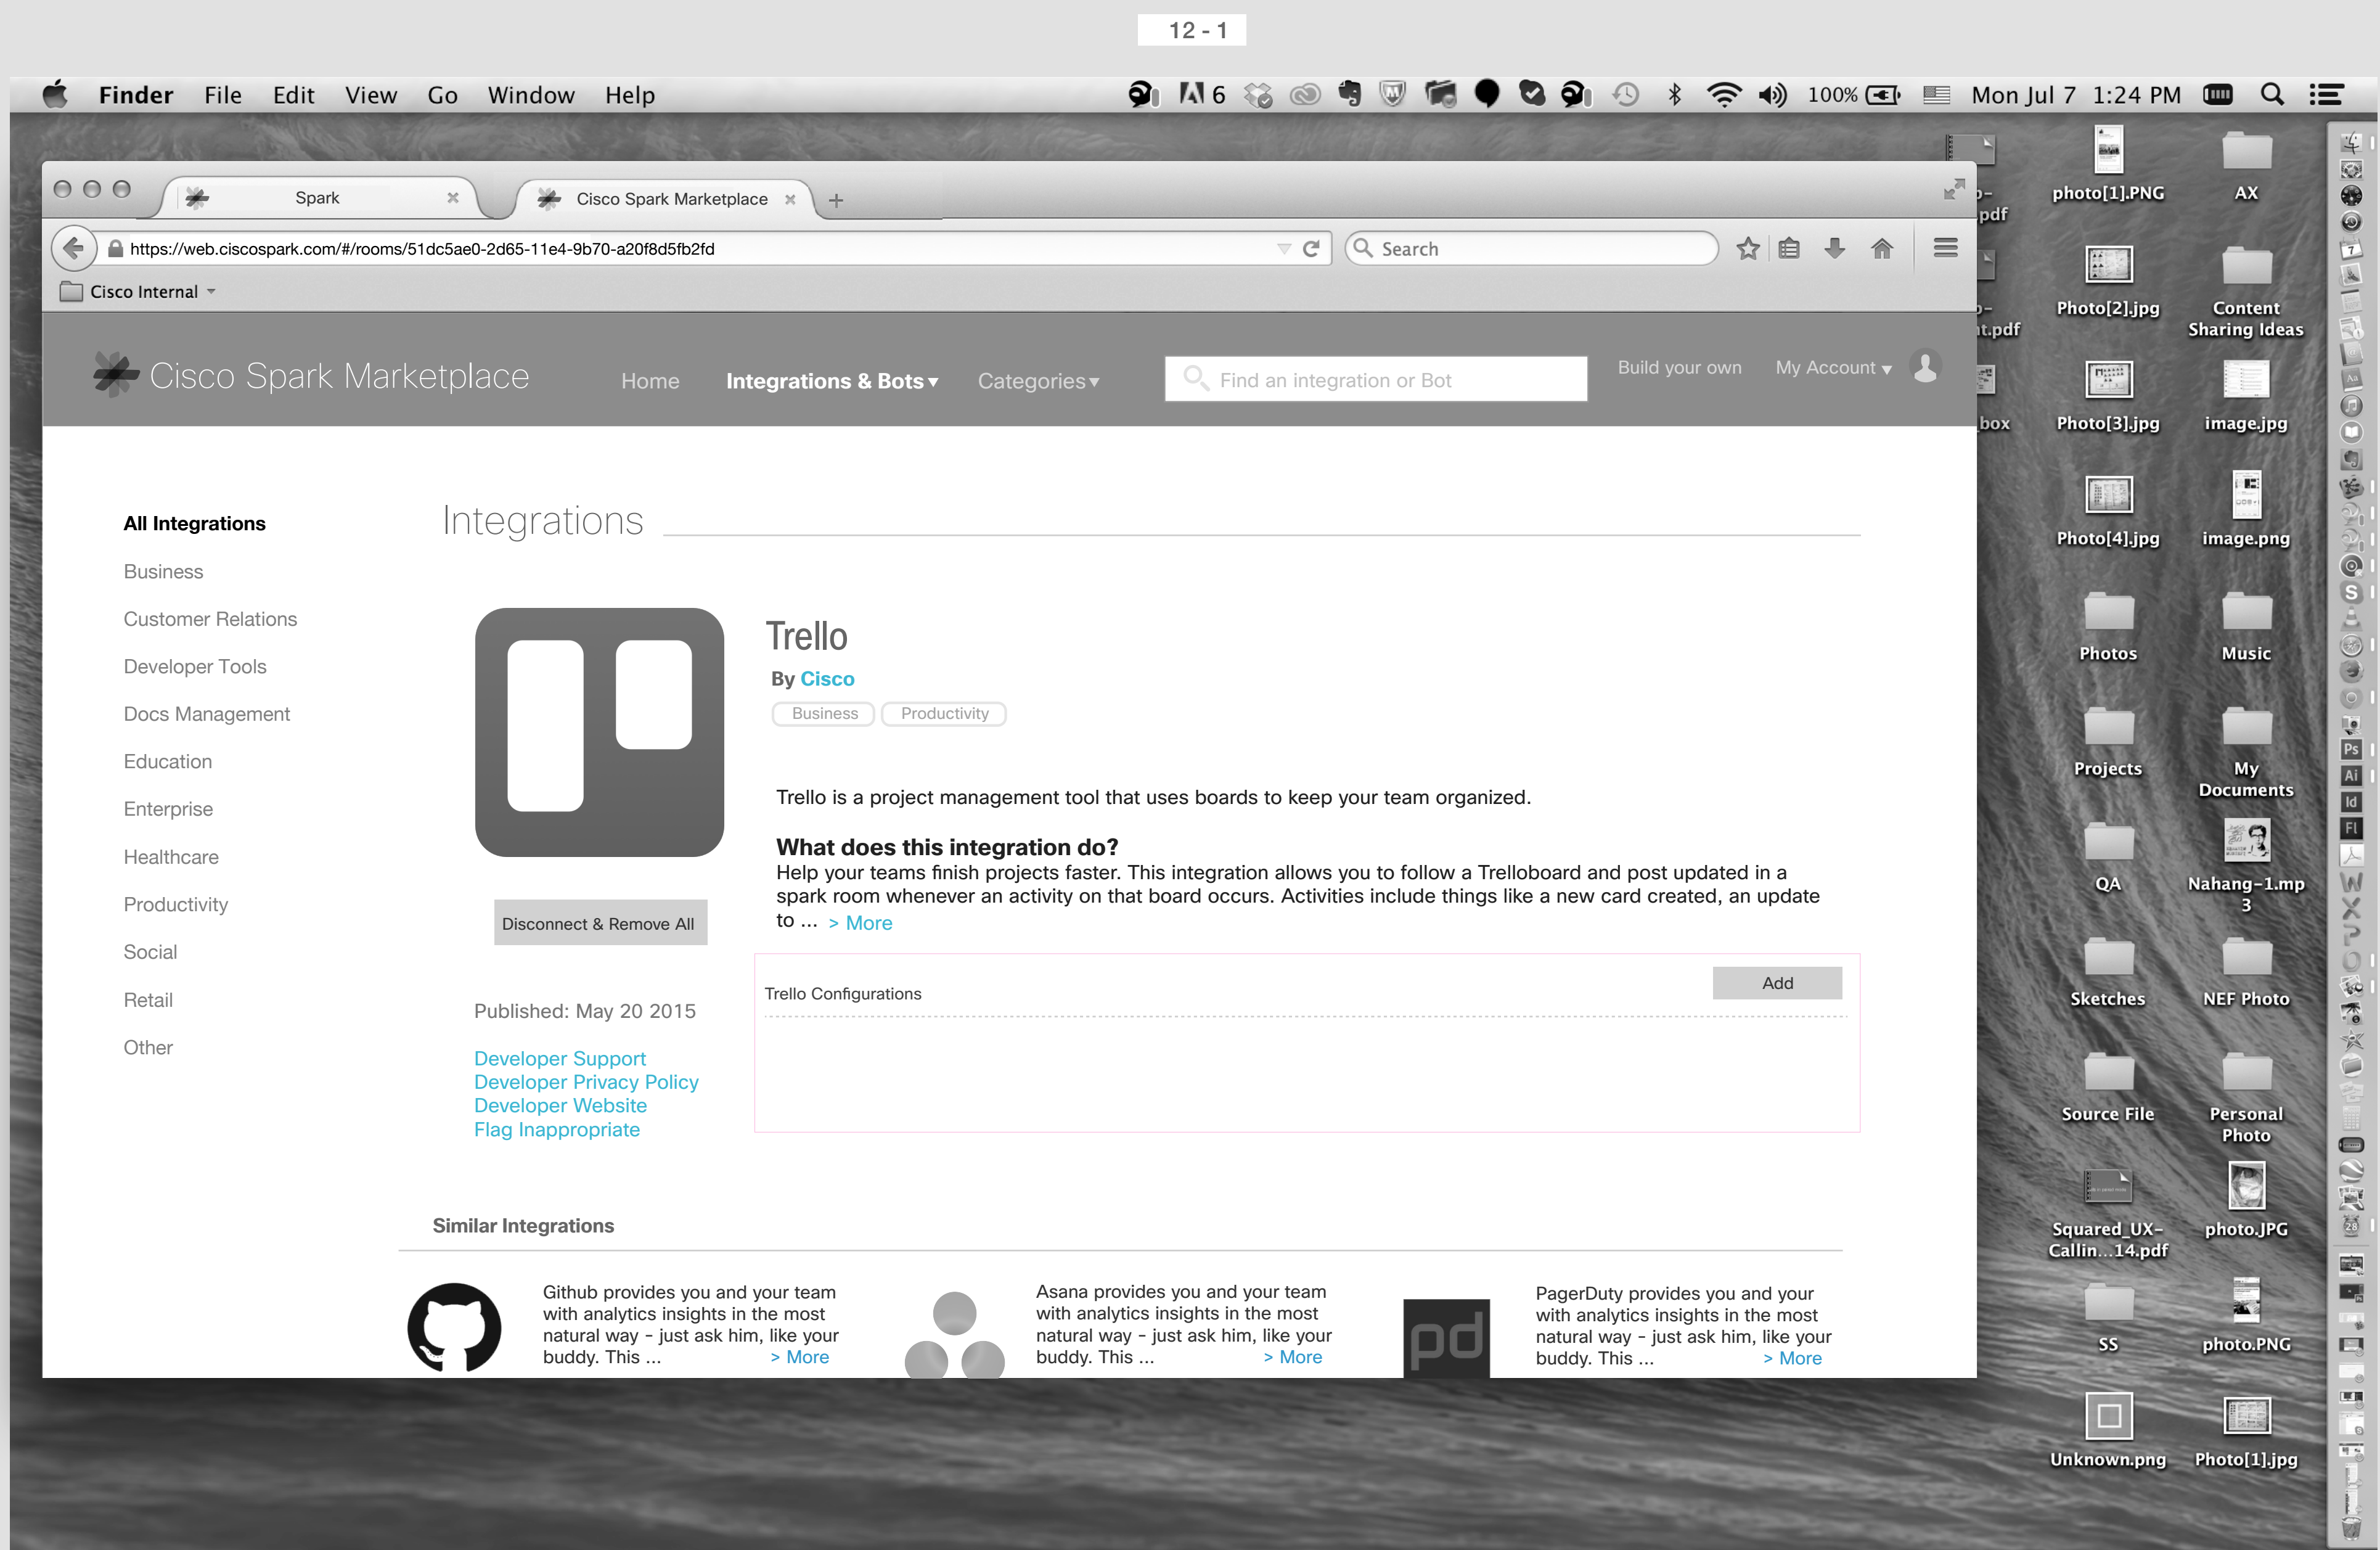 12 - 1
Finder File Edit View Go Window Help
6 100% Mon Jul 7 1:24 PM
Spark
Cisco Spark Marketplace
https://web.ciscospark.com/#/rooms/51dc5ae0-2d65-11e4-9b70-a20f8d5fb2fd
Search
Cisco Internal
Cisco Spark Marketplace
Home
Integrations & Bots
Categories
Find an integration or Bot
Build your own
My Account
All Integrations
Business
Customer Relations
Developer Tools
Docs Management
Education
Enterprise
Healthcare
Productivity
Social
Retail
Other
Integrations
Trello
By Cisco
Business
Productivity
Trello is a project management tool that uses boards to keep your team organized.
What does this integration do?
Help your teams finish projects faster. This integration allows you to follow a Trelloboard and post updated in a
spark room whenever an activity on that board occurs. Activities include things like a new card created, an update
to ... > More
Disconnect & Remove All
Published: May 20 2015
Developer Support
Developer Privacy Policy
Developer Website
Flag Inappropriate
Trello Configurations
Add
Similar Integrations
Github provides you and your team
with analytics insights in the most
natural way - just ask him, like your
buddy. This ... > More
Asana provides you and your team
with analytics insights in the most
natural way - just ask him, like your
buddy. This ... > More
pd
PagerDuty provides you and your
with analytics insights in the most
natural way - just ask him, like your
buddy. This ... > More
pdf
t.pdf
box
photo[1].PNG
AX
Photo[2].jpg
Content
Sharing Ideas
Photo[3].jpg
image.jpg
Photo[4].jpg
image.png
Photos
Music
Projects
My
Documents
QA
Nahang-1.mp
3
Sketches
NEF Photo
Source File
Personal
Photo
Squared_UX-
Callin...14.pdf
photo.JPG
SS
photo.PNG
Unknown.png
Photo[1].jpg
7
Aa
S
Ps
Ai
Id
Fl
W
X
P
O
28